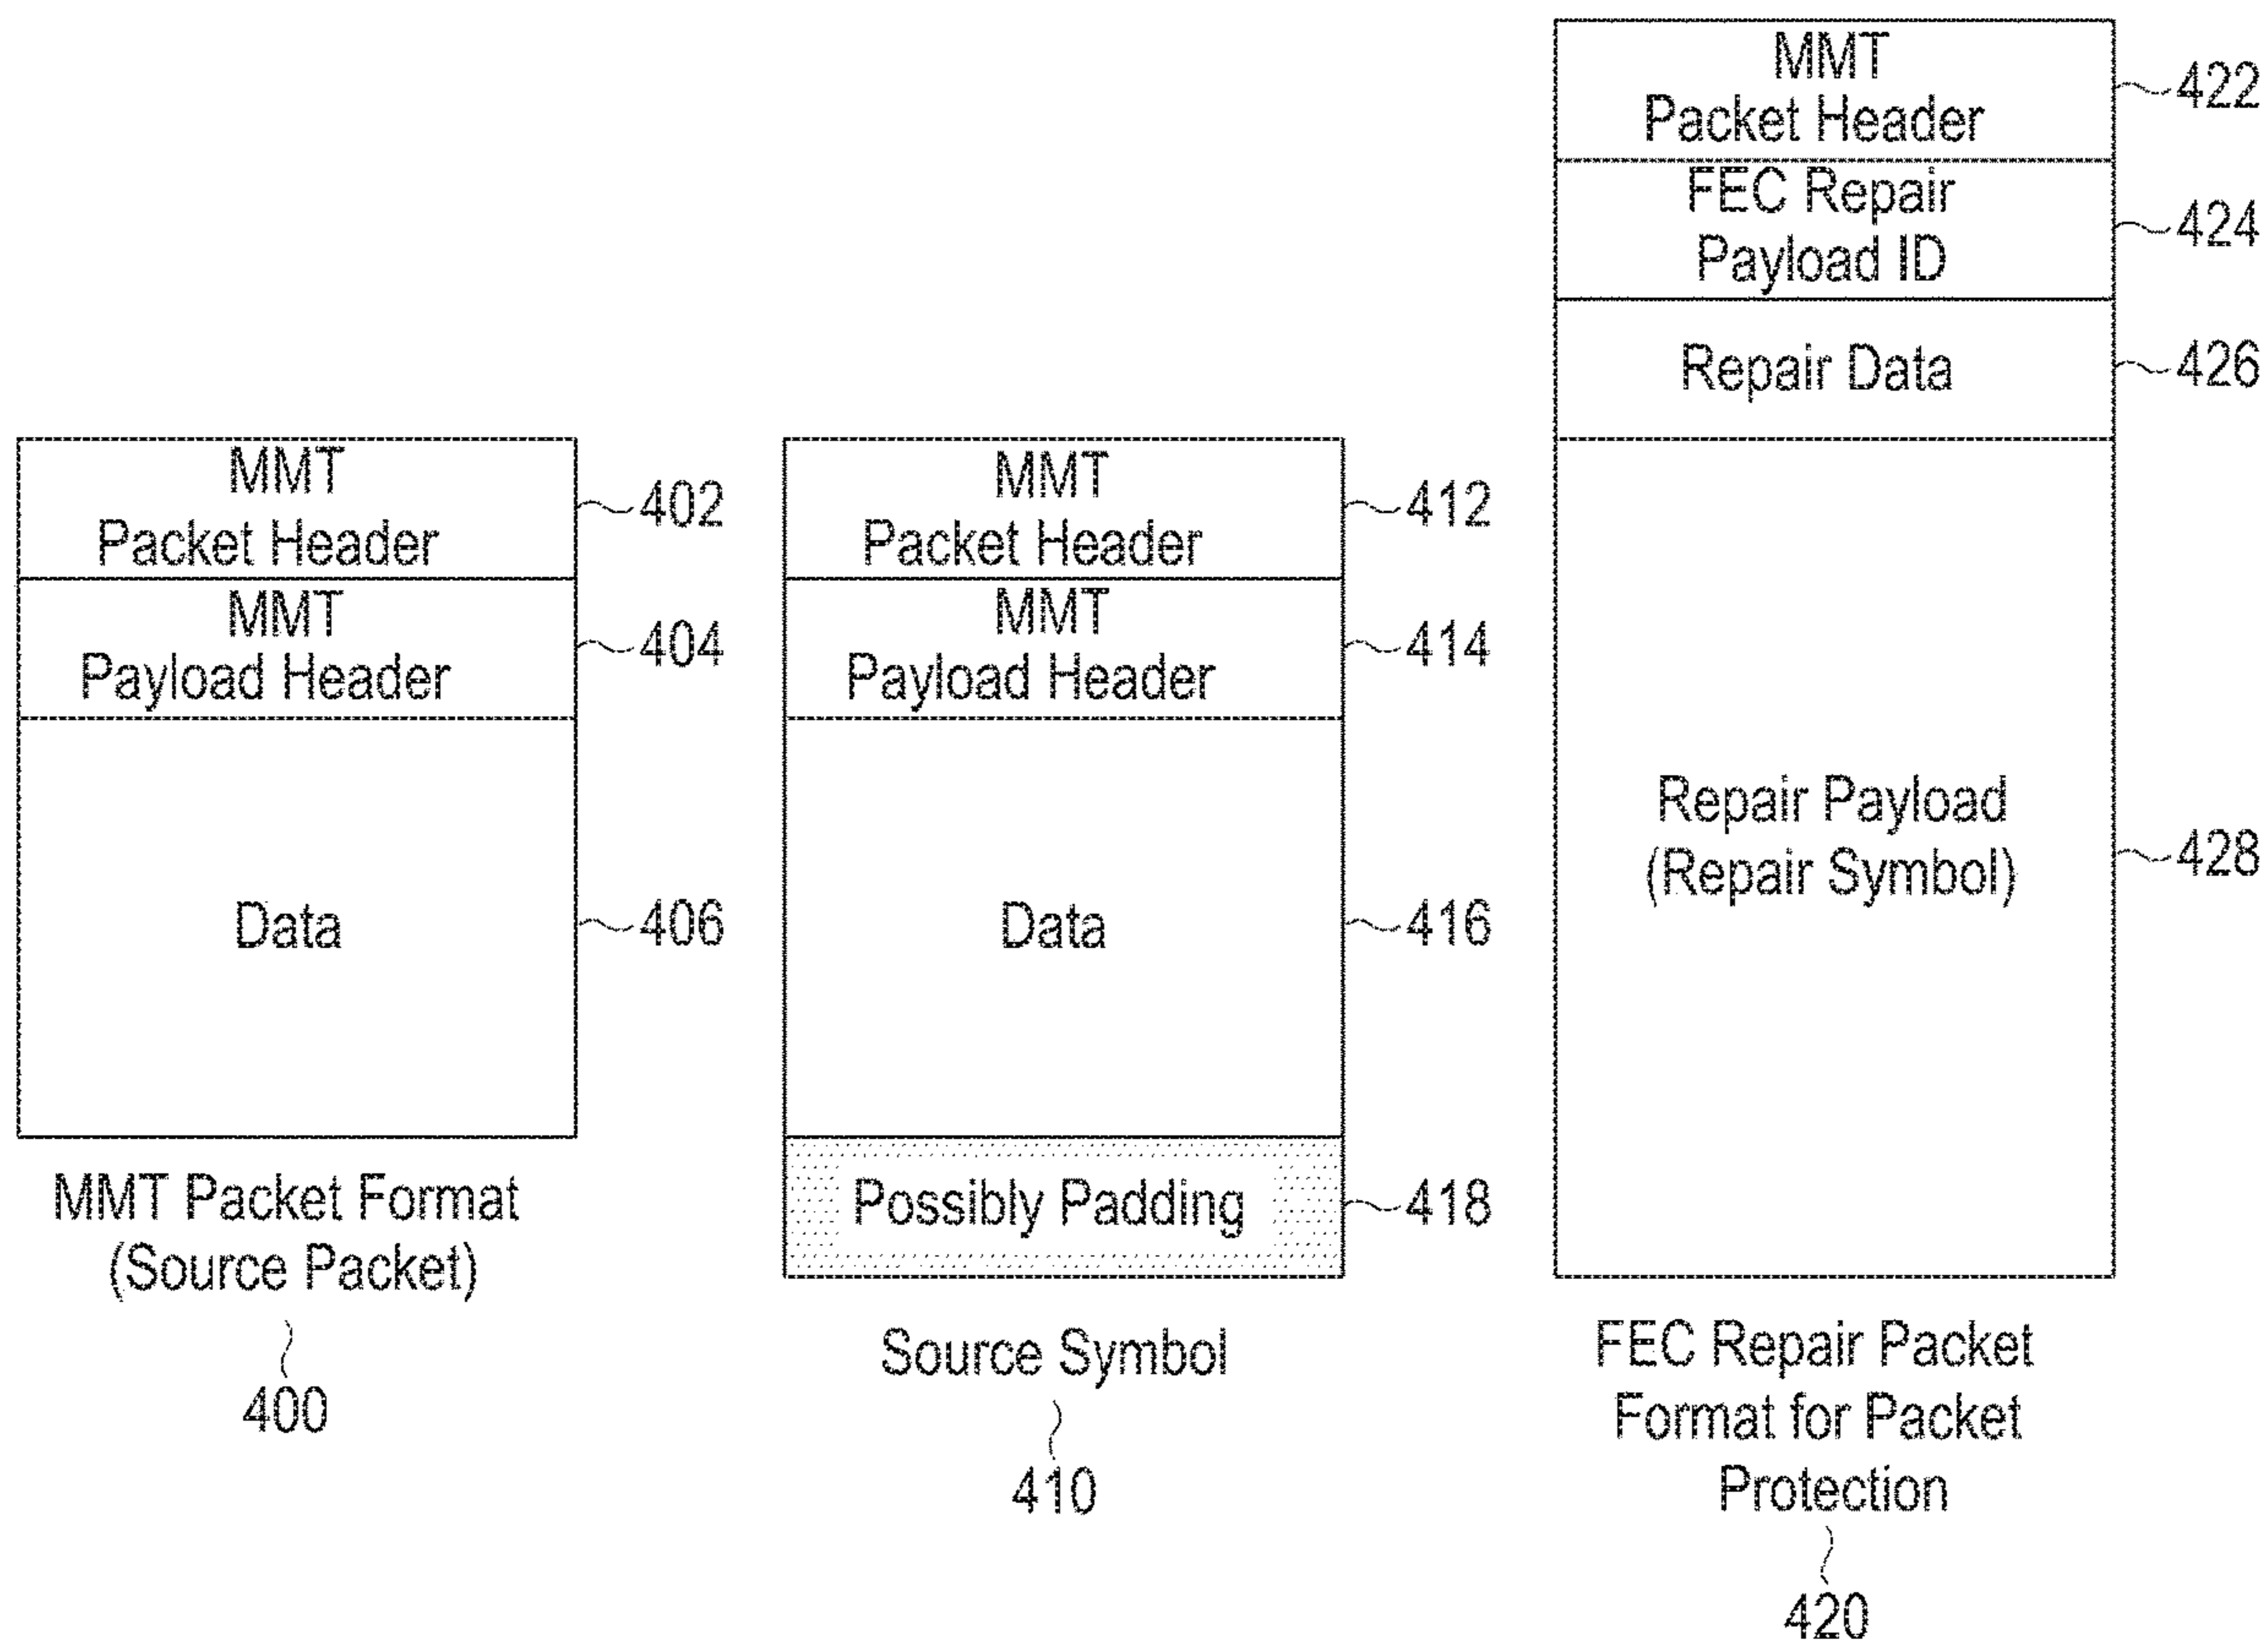 MMT
Packet Header
402
MMT
Payload Header
404
Data
406
MMT Packet Format
(Source Packet)
400
MMT
Packet Header
412
MMT
Payload Header
414
Data
416
Possibly Padding
418
Source Symbol
410
MMT
Packet Header
422
FEC Repair
Payload ID
424
Repair Data
426
Repair Payload
(Repair Symbol)
428
FEC Repair Packet
Format for Packet
Protection
420